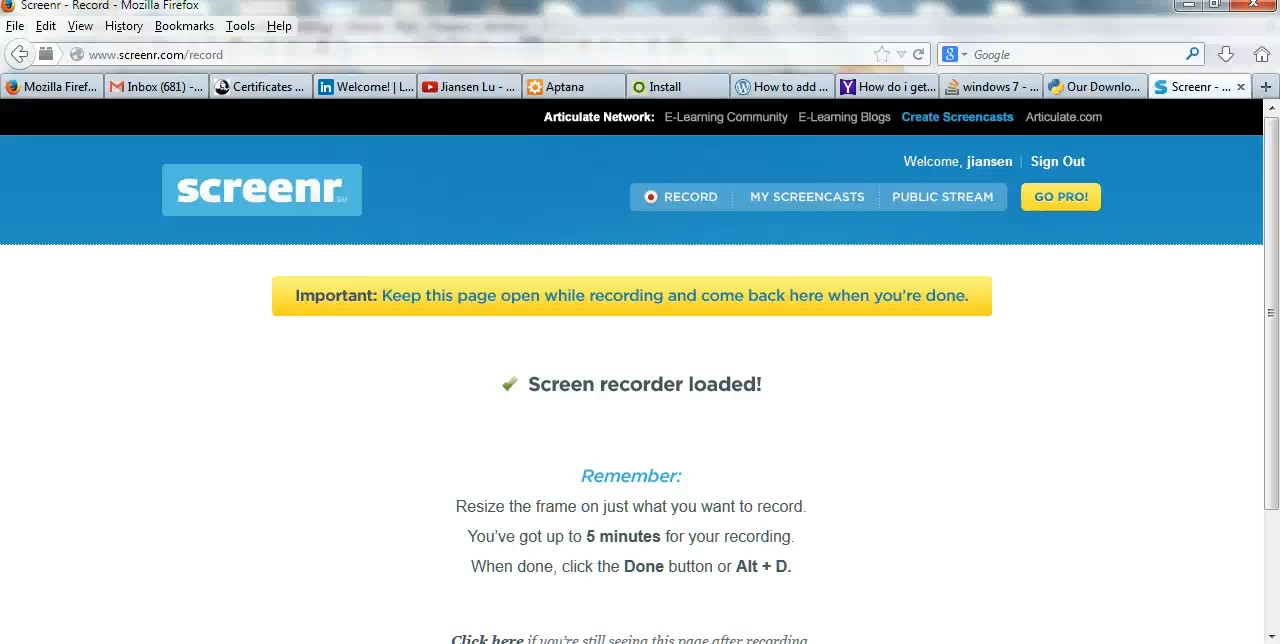 Screenr - Record - Mozilla Firefox
File Edit View History Bookmarks Tools Help
www.screenr.com/record
Google
Mozilla Firef... Inbox (681) -... Certificates ... Welcome! | L... Jiansen Lu - ... Aptana Install How to add ... How do i get... windows 7 - ... Our Downlo... Screenr - ...
Articulate Network: E-Learning Community E-Learning Blogs Create Screencasts Articulate.com
Welcome, jiansen | Sign Out
screenr SM
RECORD MY SCREENCASTS PUBLIC STREAM GO PRO!
Important: Keep this page open while recording and come back here when you're done.
Screen recorder loaded!
Remember:
Resize the frame on just what you want to record.
You've got up to 5 minutes for your recording.
When done, click the Done button or Alt + D.
Click here if you're still seeing this page after recording